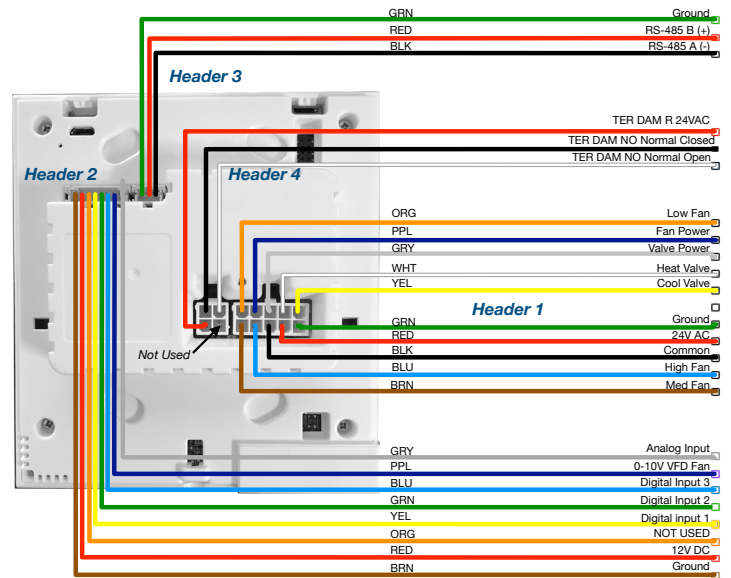 GRN Ground
RED RS-485 B (+)
BLK RS-485 A (-)
Header 3
TER DAM R 24VAC
TER DAM NO Normal Closed
TER DAM NO Normal Open
Header 2
Header 4
ORG Low Fan
PPL Fan Power
GRY Valve Power
WHT Heat Valve
YEL Cool Valve
Header 1
GRN Ground
RED 24V AC
BLK Common
Not Used
BLU High Fan
BRN Med Fan
GRY Analog Input
PPL 0-10V VFD Fan
BLU Digital Input 3
GRN Digital Input 2
YEL Digital input 1
ORG NOT USED
RED 12V DC
BRN Ground